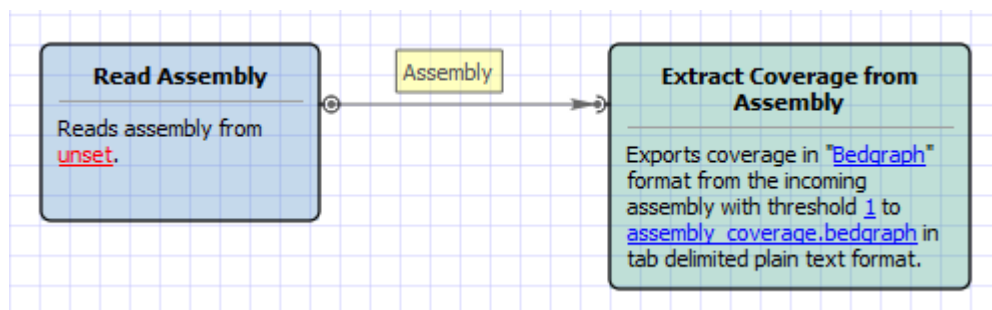 Read Assembly
Reads assembly from
unset.
Assembly
Extract Coverage from
Assembly
Exports coverage in "Bedgraph"
format from the incoming
assembly with threshold 1 to
assembly_coverage.bedgraph in
tab delimited plain text format.